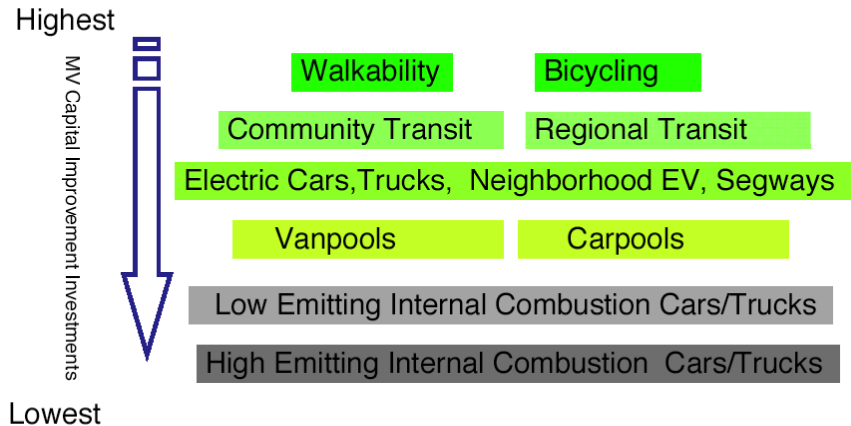 Highest
MV Capital Improvement Investments
Walkability
Bicycling
Community Transit
Regional Transit
Electric Cars,Trucks, Neighborhood EV, Segways
Vanpools
Carpools
Low Emitting Internal Combustion Cars/Trucks
High Emitting Internal Combustion Cars/Trucks
Lowest